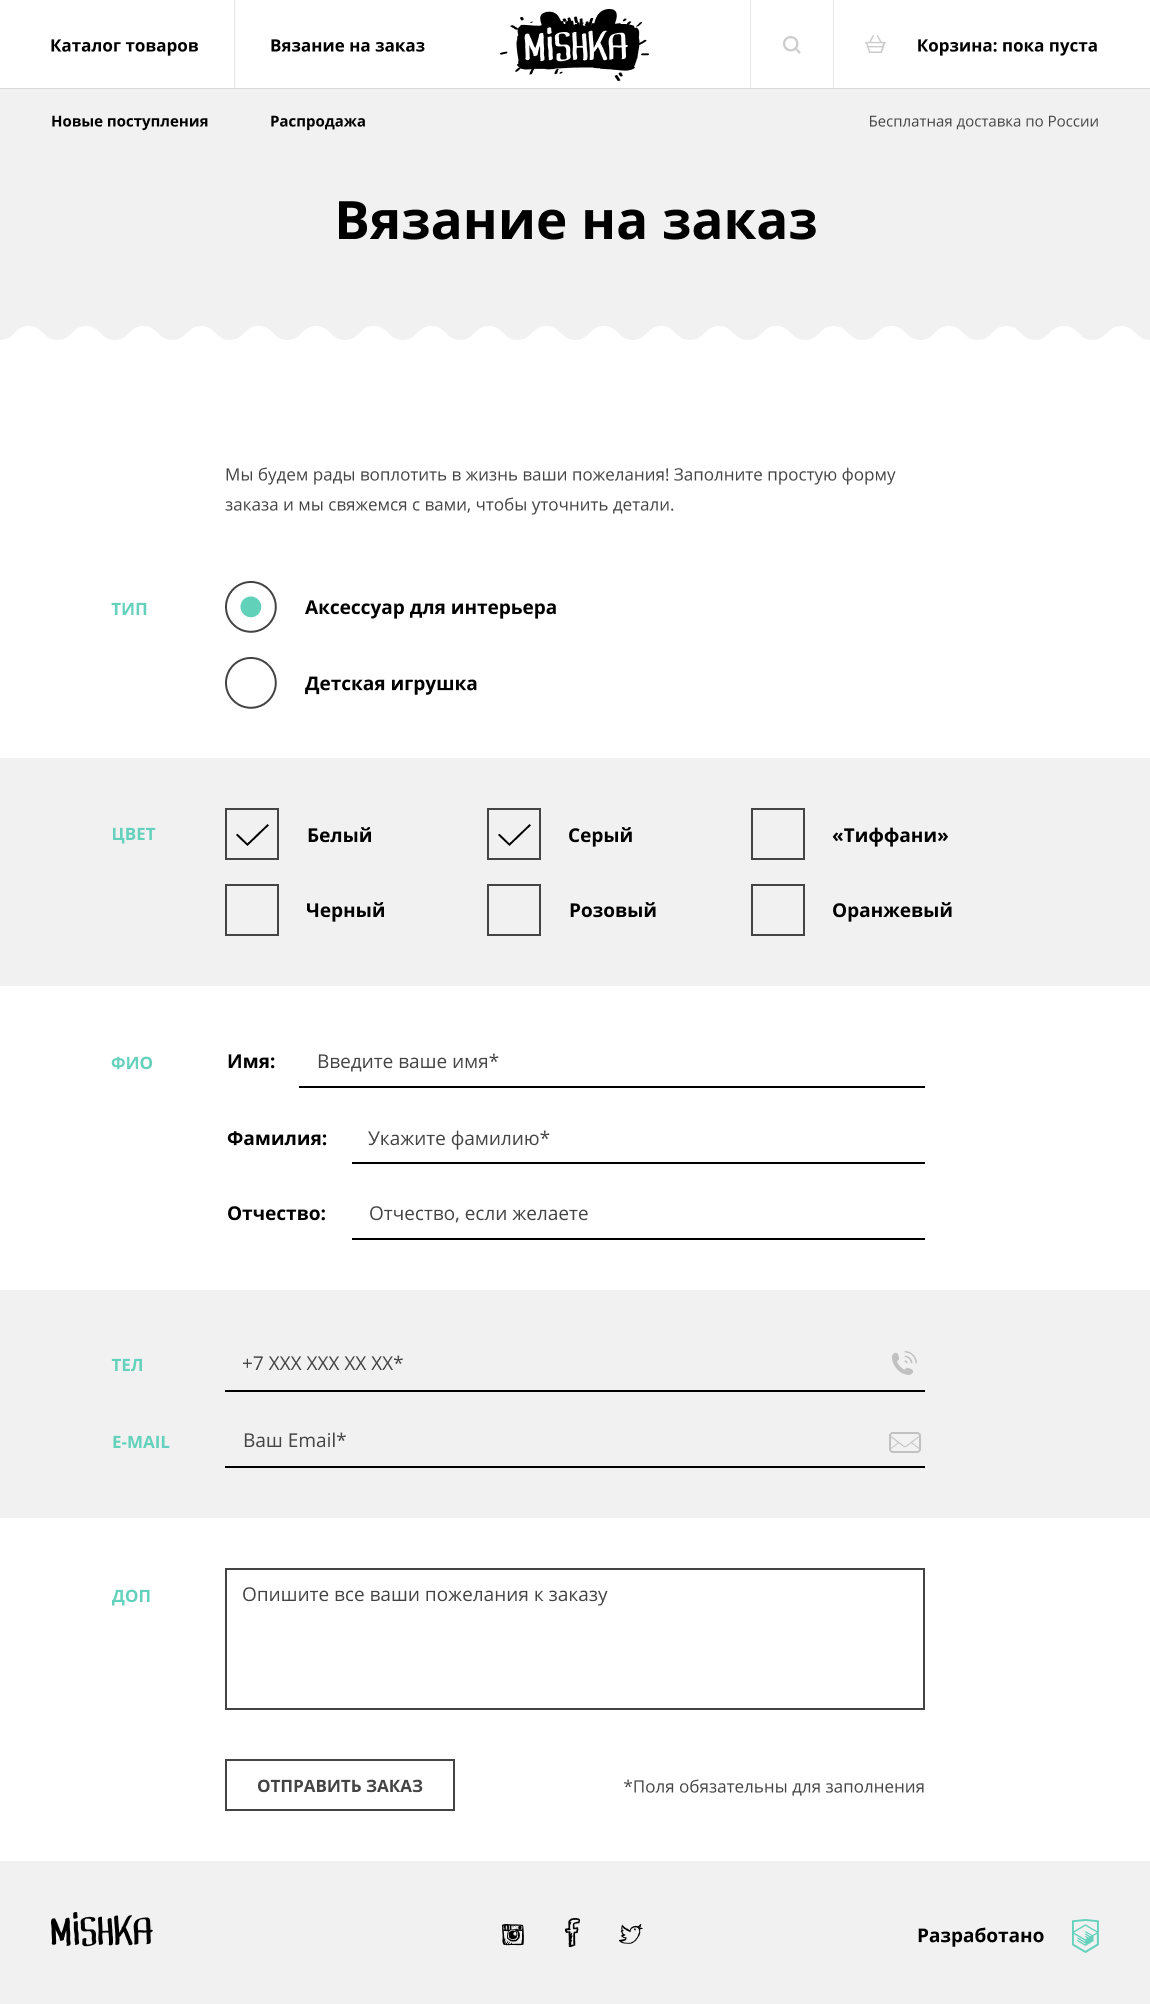 Каталог товаров
Вязание на заказ
MiSHKA
Корзина: пока пуста
Новые поступления
Распродажа
Бесплатная доставка по России
Вязание на заказ
Мы будем рады воплотить в жизнь ваши пожелания! Заполните простую форму
заказа и мы свяжемся с вами, чтобы уточнить детали.
ТИП
Аксессуар для интерьера
Детская игрушка
ЦВЕТ
Белый
Серый
«Тиффани»
Черный
Розовый
Оранжевый
ФИО
Имя:
Введите ваше имя*
Фамилия:
Укажите фамилию*
Отчество:
Отчество, если желаете
ТЕЛ
+7 XXX XXX XX XX*
E-MAIL
Ваш Email*
ДОП
Опишите все ваши пожелания к заказу
ОТПРАВИТЬ ЗАКАЗ
*Поля обязательны для заполнения
MiSHKA
Разработано